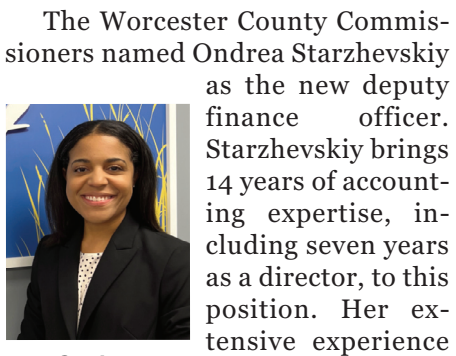 The Worcester County Commis-
sioners named Ondrea Starzhevskiy
as the new deputy
finance officer.
Starzhevskiy brings
14 years of account-
ing expertise, in-
cluding seven years
as a director, to this
position. Her ex-
tensive experience